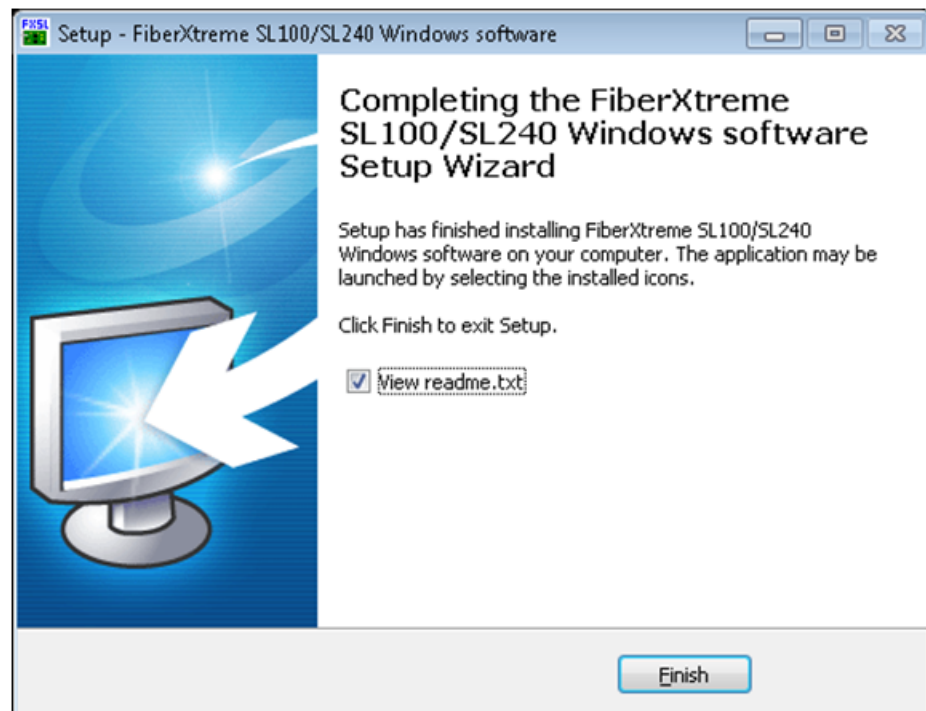 FXSL
Setup - FiberXtreme SL100/SL240 Windows software
Completing the FiberXtreme
SL100/SL240 Windows software
Setup Wizard
Setup has finished installing FiberXtreme SL100/SL240
Windows software on your computer. The application may be
launched by selecting the installed icons.
Click Finish to exit Setup.
View readme.txt
Finish